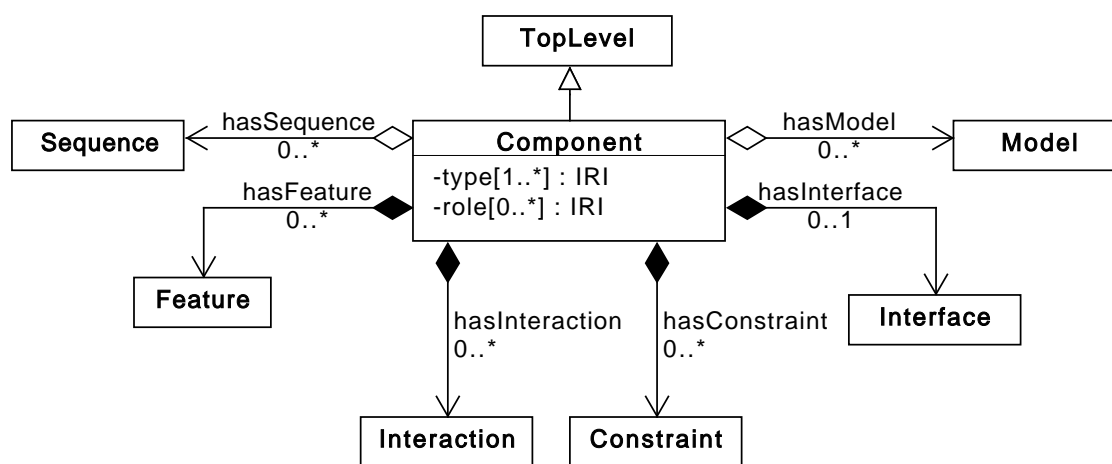 TopLevel
hasSequence
0..*
hasModel
0..*
Sequence
Component
Model
-type[1..*] : IRI
-role[0..*] : IRI
hasFeature
0..*
hasInterface
0..1
Feature
Interface
hasInteraction
0..*
hasConstraint
0..*
Interaction
Constraint